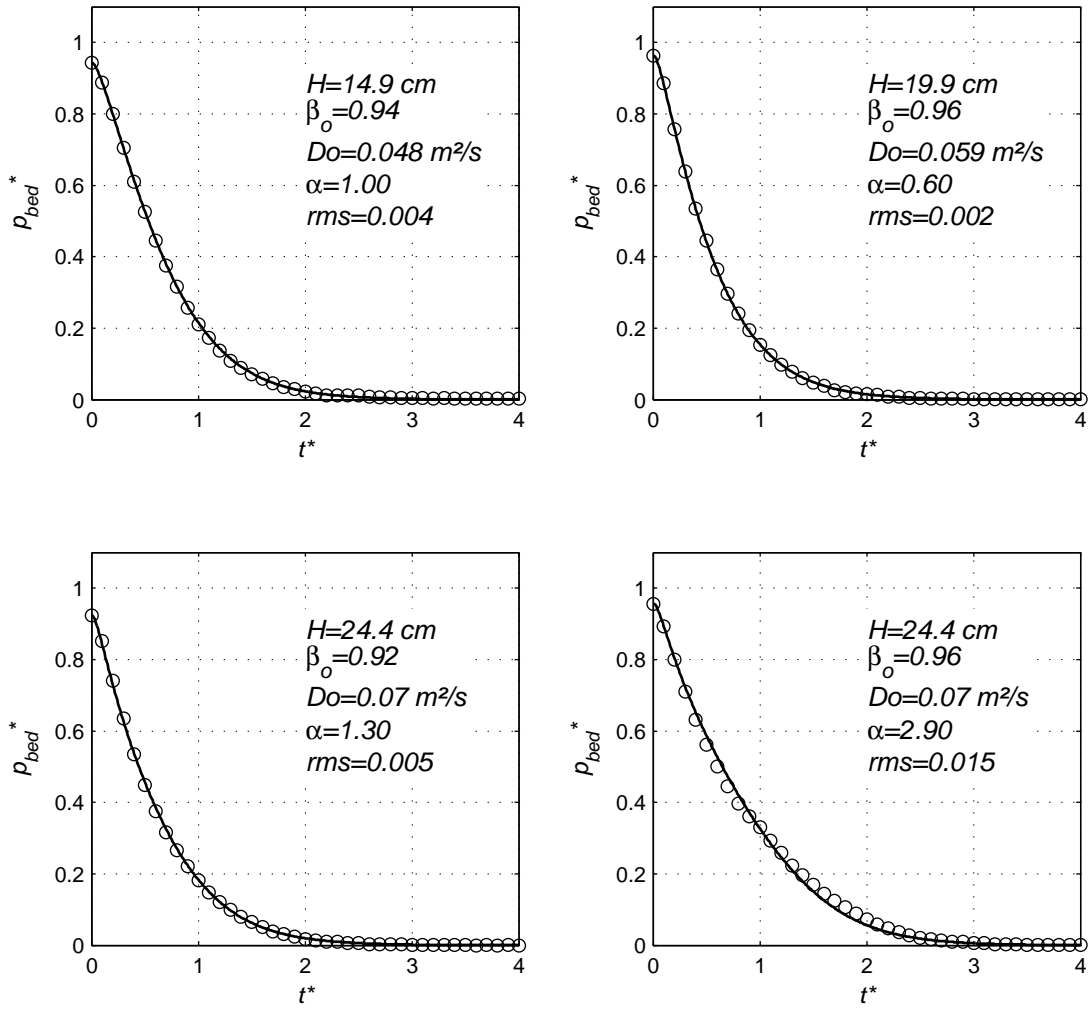 1
0.8
0.6
0.4
0.2
0
0 1 2 3 4
p_bed*
t*
H=14.9 cm
β_o=0.94
Do=0.048 m²/s
α=1.00
rms=0.004
1
0.8
0.6
0.4
0.2
0
0 1 2 3 4
p_bed*
t*
H=19.9 cm
β_o=0.96
Do=0.059 m²/s
α=0.60
rms=0.002
1
0.8
0.6
0.4
0.2
0
0 1 2 3 4
p_bed*
t*
H=24.4 cm
β_o=0.92
Do=0.07 m²/s
α=1.30
rms=0.005
1
0.8
0.6
0.4
0.2
0
0 1 2 3 4
p_bed*
t*
H=24.4 cm
β_o=0.96
Do=0.07 m²/s
α=2.90
rms=0.015